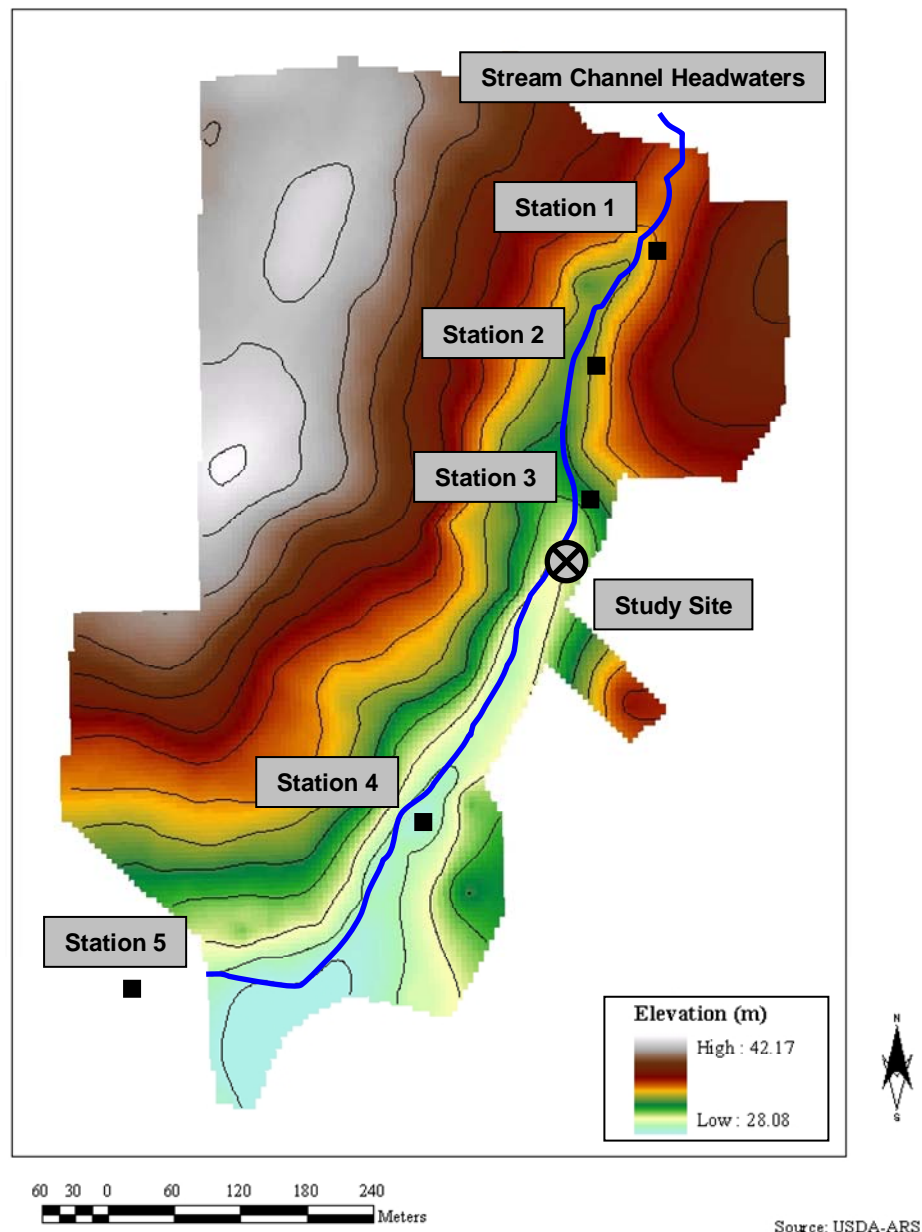 Stream Channel Headwaters
Station 1
Station 2
Station 3
Study Site
Station 4
Station 5
Elevation (m)
High : 42.17
Low : 28.08
N
S
60 30 0 60 120 180 240
Meters
Source: USDA-ARS